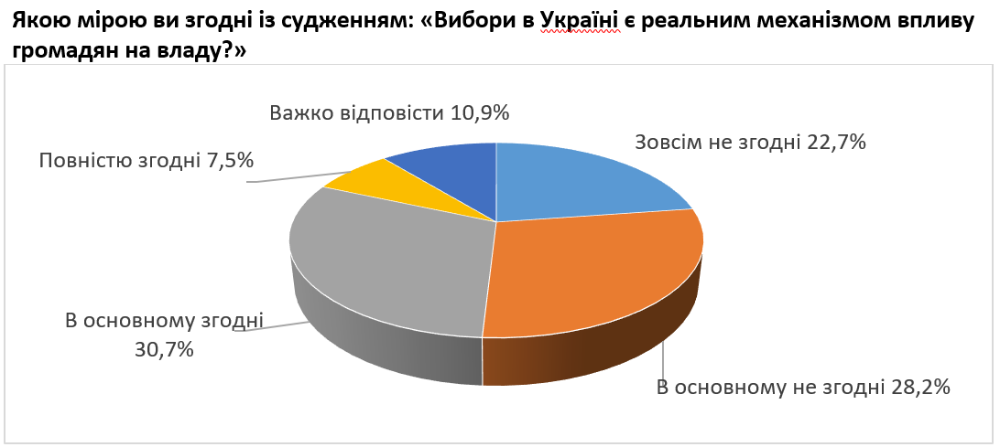 Якою мірою ви згодні із судженням: «Вибори в Україні є реальним механізмом впливу
громадян на владу?»
Важко відповісти 10,9%
Зовсім не згодні 22,7%
Повністю згодні 7,5%
В основному згодні
30,7%
В основному не згодні 28,2%